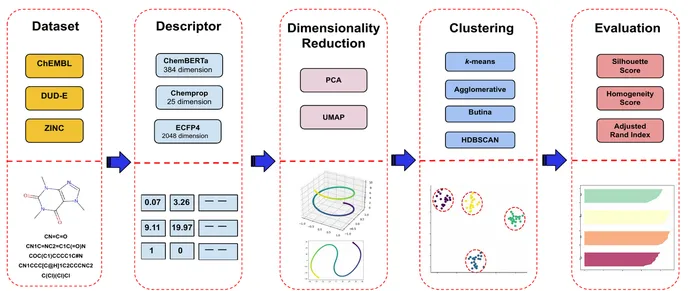 Dataset
ChEMBL
DUD-E
ZINC
N
N
N
N
O
O
CN=C=O
CN1C=NC2=C1C(=O)N
COC(C1)CCCC1C#N
CN1CCC[C@H]1C2CCCNC2
C(Cl)(Cl)Cl
Descriptor
ChemBERTa
384 dimension
Chemprop
25 dimension
ECFP4
2048 dimension
0.07 3.26 — —
9.11 19.97 — —
1 0 — —
Dimensionality
Reduction
PCA
UMAP
Clustering
k-means
Agglomerative
Butina
HDBSCAN
Evaluation
Silhouette
Score
Homogeneity
Score
Adjusted
Rand Index